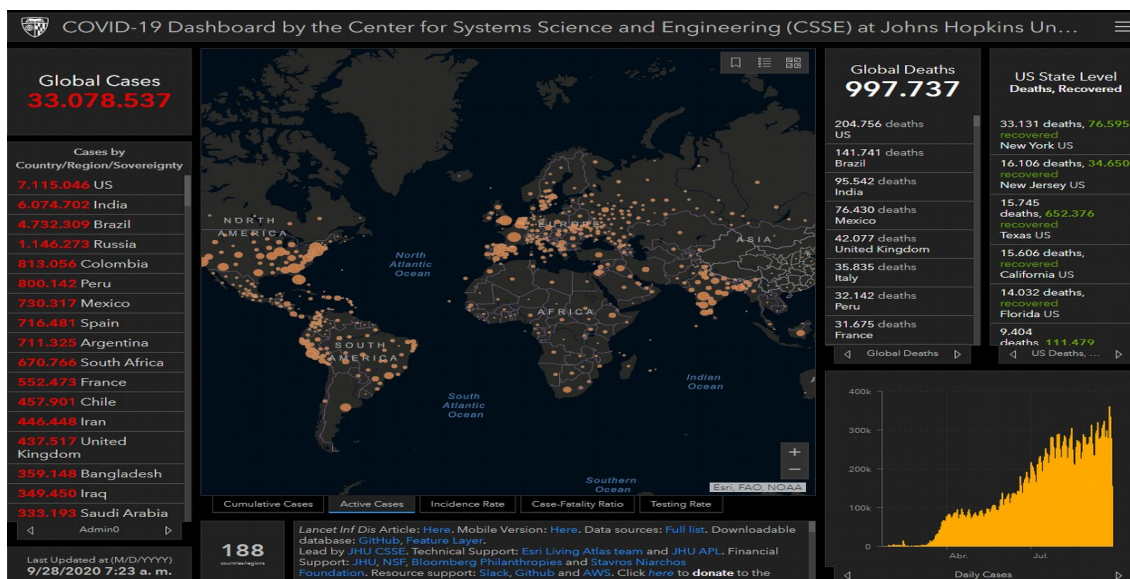 COVID-19 Dashboard by the Center for Systems Science and Engineering (CSSE) at Johns Hopkins Un...
Global Cases
33.078.537
Cases by
Country/Region/Sovereignty
7.115.046 US
6.074.702 India
4.732.309 Brazil
1.146.273 Russia
813.056 Colombia
800.142 Peru
730.317 Mexico
716.481 Spain
711.325 Argentina
670.766 South Africa
552.473 France
457.901 Chile
446.448 Iran
437.517 United
Kingdom
359.148 Bangladesh
349.450 Iraq
333.193 Saudi Arabia
Admin0
Last Updated at (M/D/YYYY)
9/28/2020 7:23 a. m.
NORTH
AMERICA
North
Atlantic
Ocean
EUROPE
ASIA
AFRICA
SOUTH
AMERICA
South
Atlantic
Ocean
Indian
Ocean
Southern
Ocean
+
−
Esri, FAO, NOAA
Cumulative Cases
Active Cases
Incidence Rate
Case-Fatality Ratio
Testing Rate
188
countries/regions
Lancet Inf Dis Article: Here. Mobile Version: Here. Data sources: Full list. Downloadable
database: GitHub, Feature Layer.
Lead by JHU CSSE. Technical Support: Esri Living Atlas team and JHU APL. Financial
Support: JHU, NSF, Bloomberg Philanthropies and Stavros Niarchos
Foundation. Resource support: Slack, Github and AWS. Click here to donate to the
Global Deaths
997.737
204.756 deaths
US
141.741 deaths
Brazil
95.542 deaths
India
76.430 deaths
Mexico
42.077 deaths
United Kingdom
35.835 deaths
Italy
32.142 deaths
Peru
31.675 deaths
France
Global Deaths
US State Level
Deaths, Recovered
33.131 deaths, 76.595
recovered
New York US
16.106 deaths, 34.650
recovered
New Jersey US
15.745
deaths, 652.376
recovered
Texas US
15.606 deaths,
recovered
California US
14.032 deaths,
recovered
Florida US
9.404
deaths, 111.479
US Deaths, ...
400k
300k
200k
100k
0
Abr.
Jul.
Daily Cases